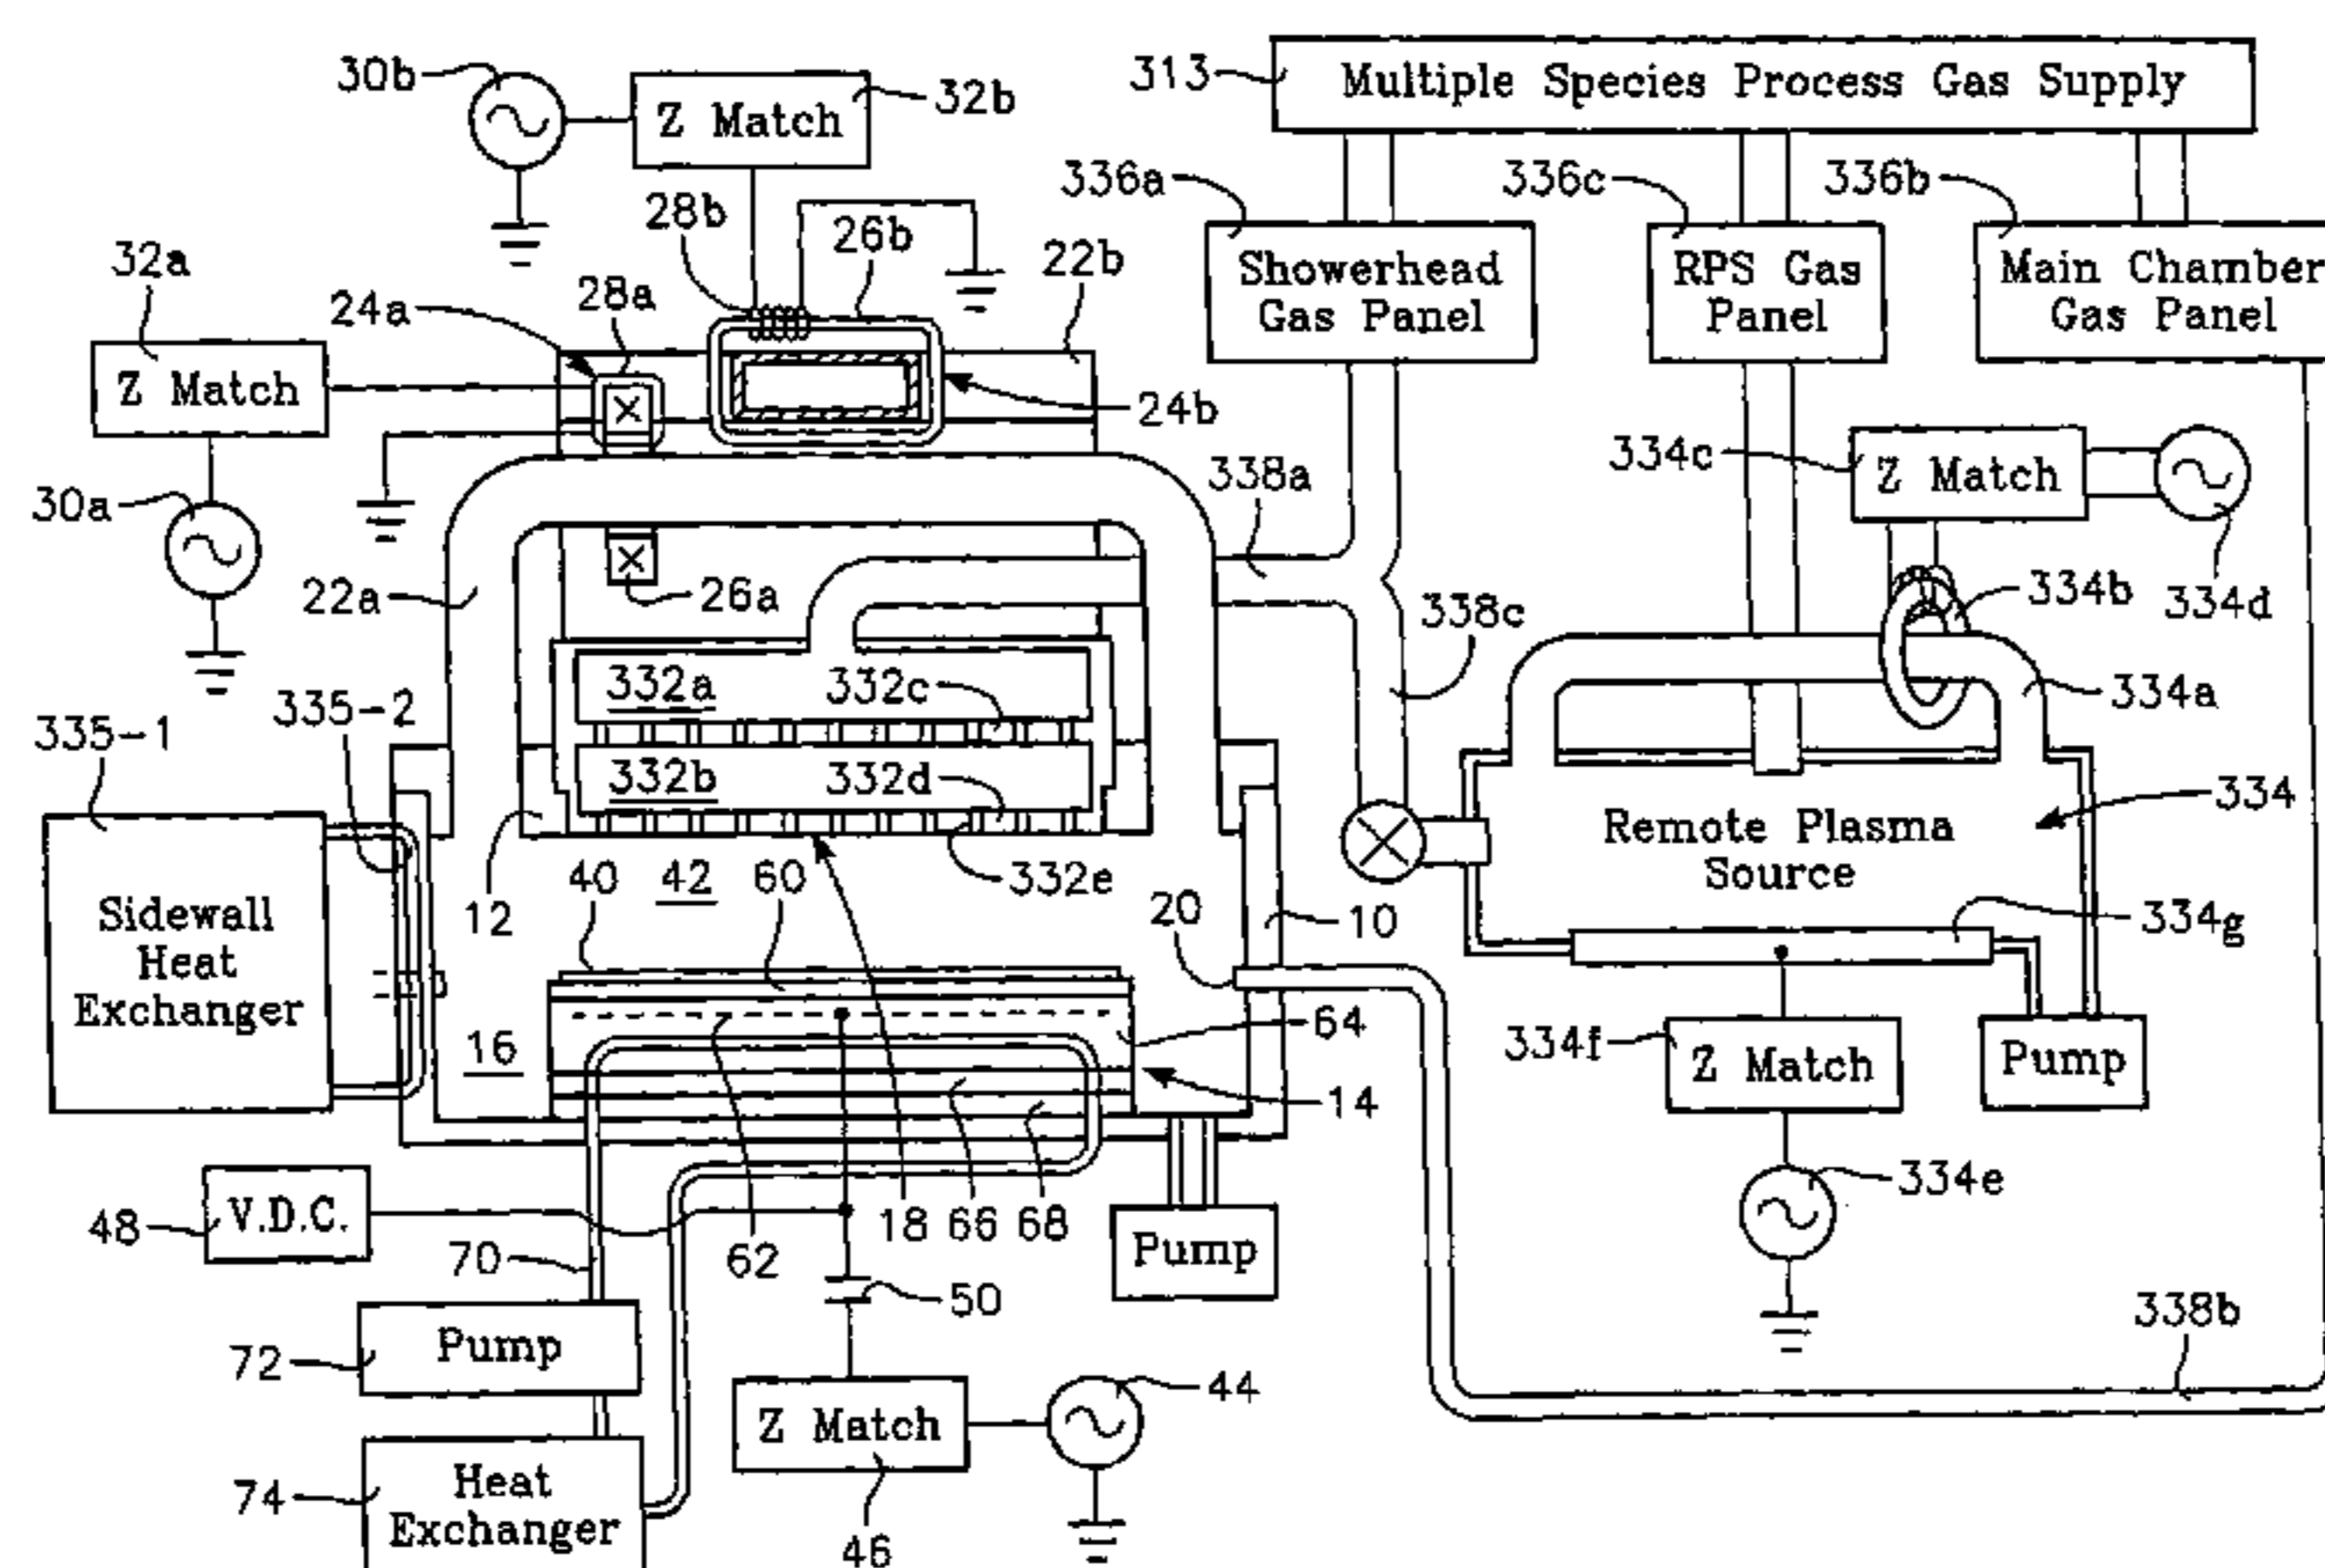 30b
Z Match
32b
313
Multiple Species Process Gas Supply
336a
336c
336b
28b
26b
22b
32a
24a
28a
Showerhead
Gas Panel
RPS Gas
Panel
Main Chamber
Gas Panel
Z Match
24b
30a
338a
334c
Z Match
22a
26a
338c
334b
334d
332a
332c
334a
335-1
335-2
332b
332d
334
Remote Plasma
Source
12
40
42
60
332e
20
10
334g
Sidewall
Heat
Exchanger
16
64
14
334f
Z Match
Pump
48
V.D.C.
70
62
18
66
68
Pump
334e
50
338b
72
Pump
44
Z Match
74
Heat
Exchanger
46